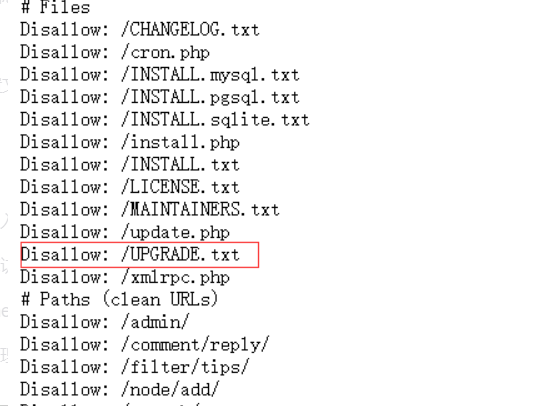 # Files
Disallow: /CHANGELOG.txt
Disallow: /cron.php
Disallow: /INSTALL.mysql.txt
Disallow: /INSTALL.pgsql.txt
Disallow: /INSTALL.sqlite.txt
Disallow: /install.php
Disallow: /INSTALL.txt
Disallow: /LICENSE.txt
Disallow: /MAINTAINERS.txt
Disallow: /update.php
Disallow: /UPGRADE.txt
Disallow: /xmlrpc.php
# Paths (clean URLs)
Disallow: /admin/
Disallow: /comment/reply/
Disallow: /filter/tips/
Disallow: /node/add/